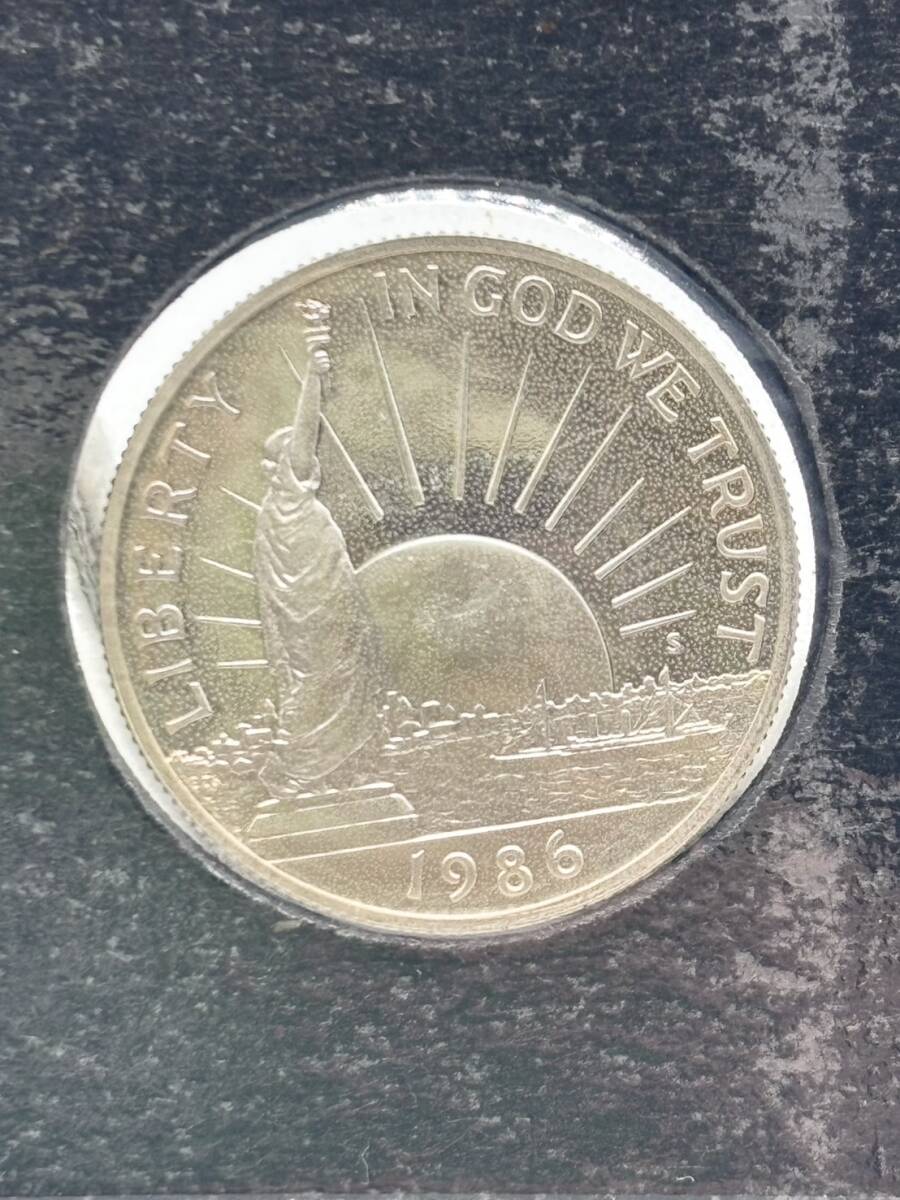 LIBERTY
IN GOD WE TRUST
S
1986